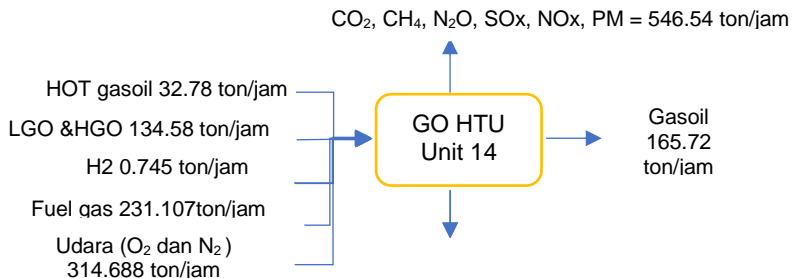 CO₂, CH₄, N₂O, SOx, NOx, PM = 546.54 ton/jam
HOT gasoil 32.78 ton/jam
LGO &HGO 134.58 ton/jam
H2 0.745 ton/jam
Fuel gas 231.107ton/jam
Udara (O₂ dan N₂ )
314.688 ton/jam
GO HTU
Unit 14
Gasoil
165.72
ton/jam